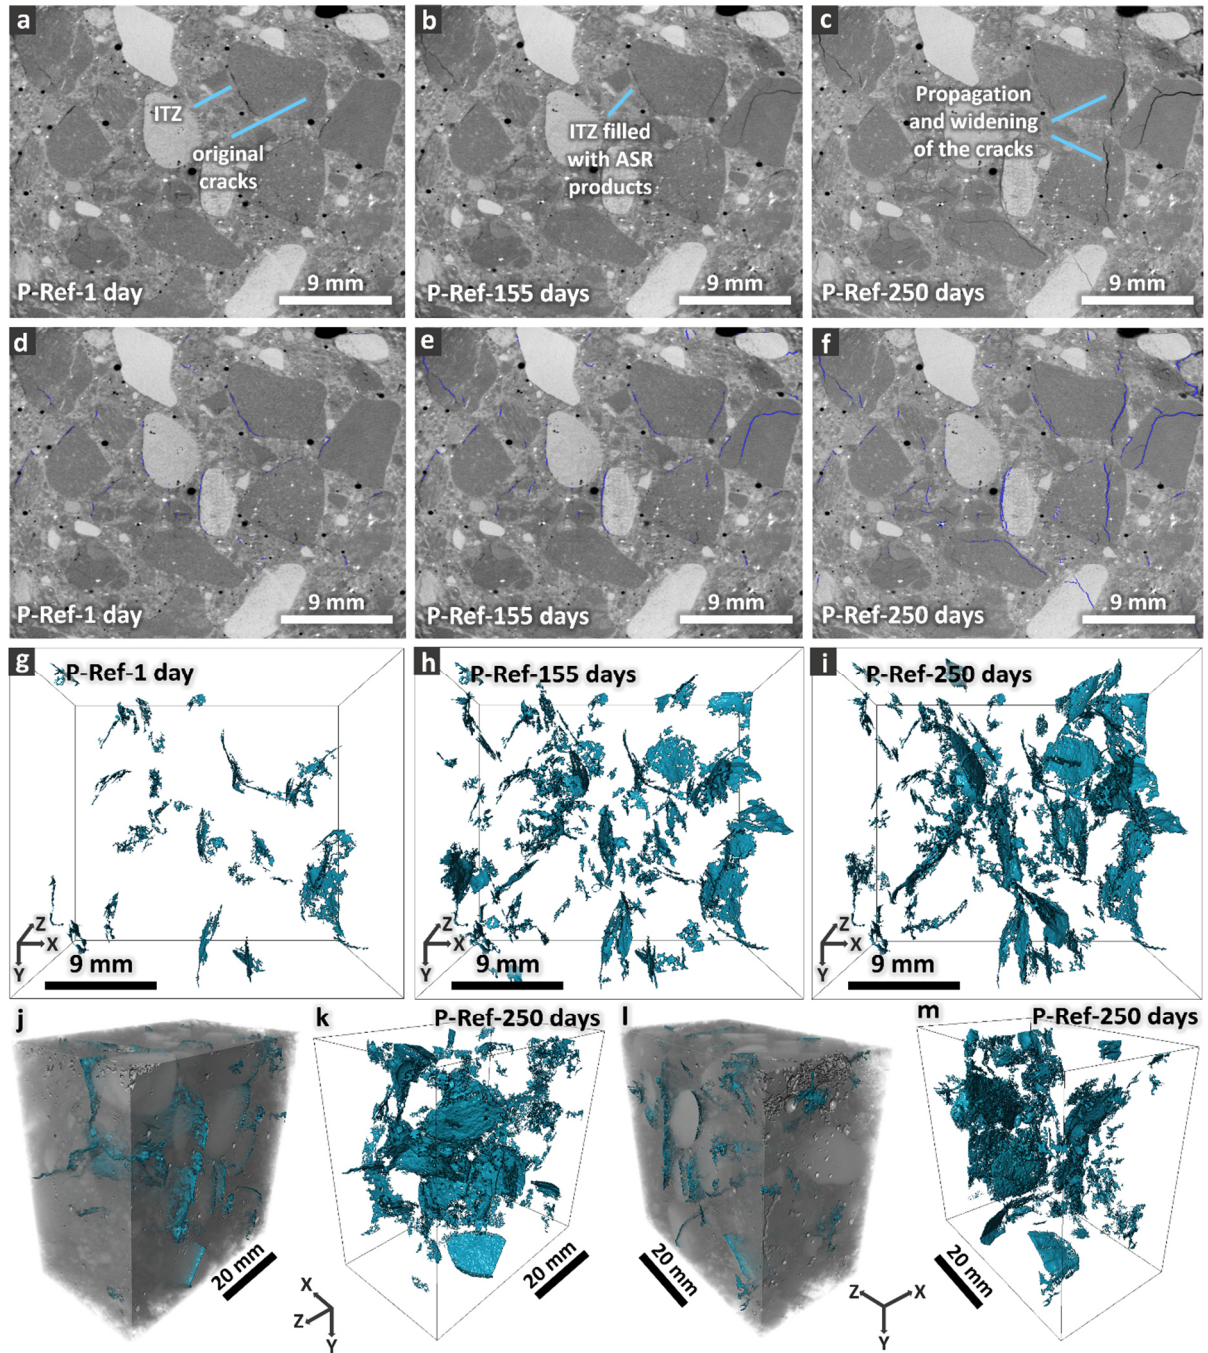 a
b
c
ITZ
original
cracks
ITZ filled
with ASR
products
Propagation
and widening
of the cracks
P-Ref-1 day
9 mm
P-Ref-155 days
9 mm
P-Ref-250 days
9 mm
d
e
f
P-Ref-1 day
9 mm
P-Ref-155 days
9 mm
P-Ref-250 days
9 mm
g
P-Ref-1 day
h
P-Ref-155 days
i
P-Ref-250 days
Z
X
Y
9 mm
Z
X
Y
9 mm
Z
X
Y
9 mm
j
k
P-Ref-250 days
l
m
P-Ref-250 days
20 mm
X
Z
Y
20 mm
20 mm
Z
X
Y
20 mm